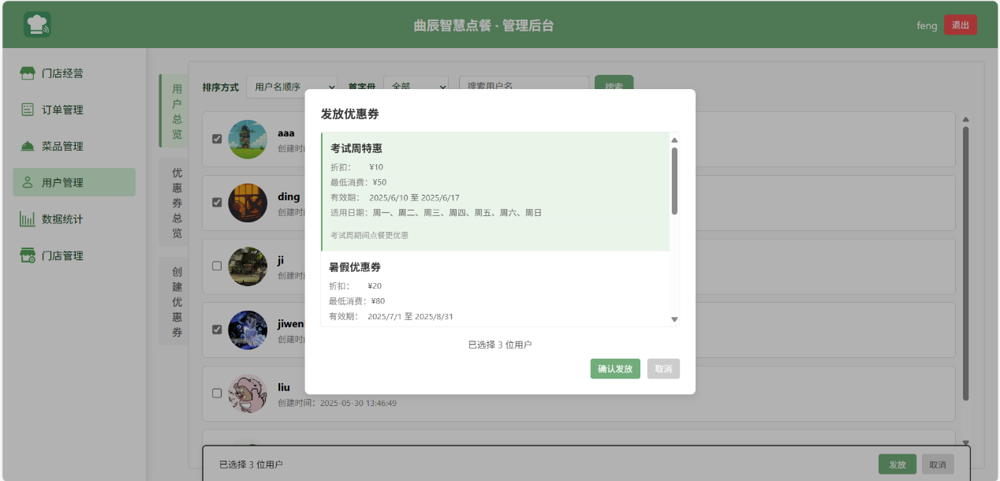 曲辰智慧点餐 · 管理后台
feng
退出
门店经营
订单管理
菜品管理
用户管理
数据统计
门店管理
用户总览
优惠券总览
创建优惠券
排序方式
用户名顺序
首字母
全部
搜索用户名
搜索
aaa
创建时
ding
创建时
ji
创建时
jiwen
创建时
liu
创建时间：2025-05-30 13:46:49
发放优惠券
考试周特惠
折扣： ¥10
最低消费： ¥50
有效期： 2025/6/10 至 2025/6/17
适用日期： 周一、周二、周三、周四、周五、周六、周日
考试周期间点餐更优惠
暑假优惠券
折扣： ¥20
最低消费： ¥80
有效期： 2025/7/1 至 2025/8/31
已选择 3 位用户
确认发放
取消
已选择 3 位用户
发放
取消